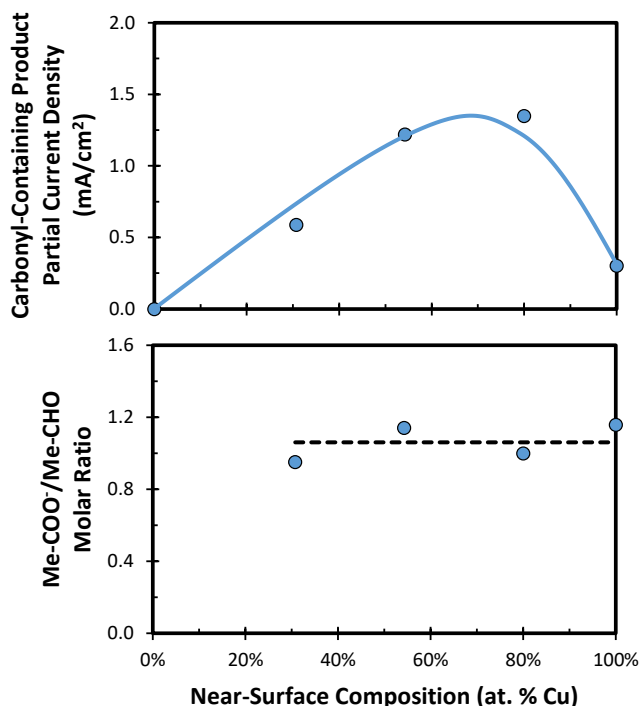 Carbonyl-Containing Product
Partial Current Density
(mA/cm²)
2.0
1.5
1.0
0.5
0.0
Me-COO⁻/Me-CHO
Molar Ratio
1.6
1.2
0.8
0.4
0.0
0% 20% 40% 60% 80% 100%
Near-Surface Composition (at. % Cu)